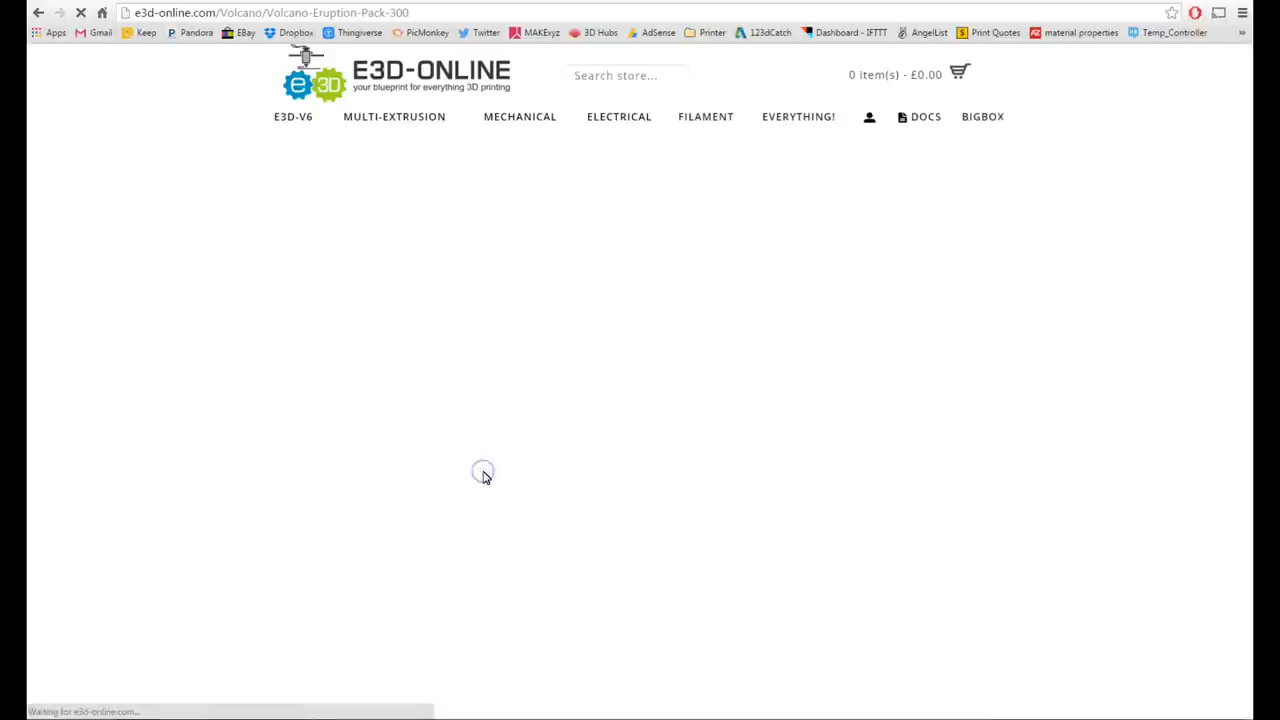 e3d-online.com/Volcano/Volcano-Eruption-Pack-300
Apps Gmail Keep Pandora EBay Dropbox Thingiverse PicMonkey Twitter MAKExyz 3D Hubs AdSense Printer 123dCatch Dashboard - IFTTT AngelList Print Quotes material properties Temp_Controller »
e3D E3D-ONLINE
your blueprint for everything 3D printing
Search store...
0 item(s) - £0.00
E3D-V6 MULTI-EXTRUSION MECHANICAL ELECTRICAL FILAMENT EVERYTHING! DOCS BIGBOX
Waiting for e3d-online.com...